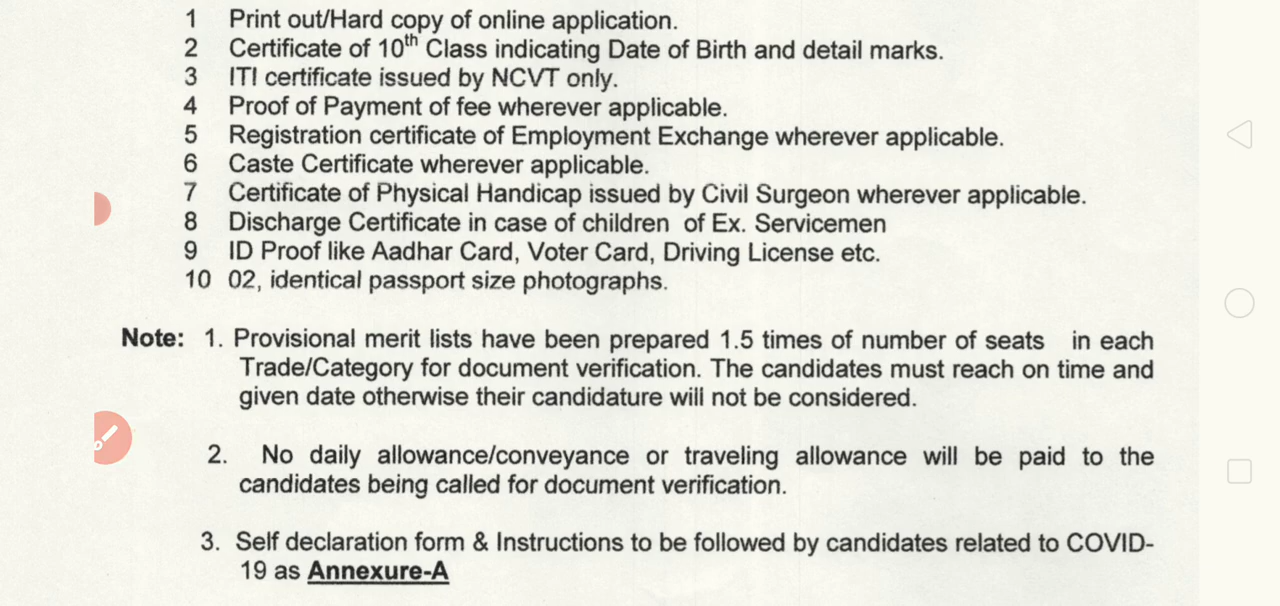 1 Print out/Hard copy of online application.
2 Certificate of 10th Class indicating Date of Birth and detail marks.
3 ITI certificate issued by NCVT only.
4 Proof of Payment of fee wherever applicable.
5 Registration certificate of Employment Exchange wherever applicable.
6 Caste Certificate wherever applicable.
7 Certificate of Physical Handicap issued by Civil Surgeon wherever applicable.
8 Discharge Certificate in case of children of Ex. Servicemen
9 ID Proof like Aadhar Card, Voter Card, Driving License etc.
10 02, identical passport size photographs.
Note: 1. Provisional merit lists have been prepared 1.5 times of number of seats in each
Trade/Category for document verification. The candidates must reach on time and
given date otherwise their candidature will not be considered.
2. No daily allowance/conveyance or traveling allowance will be paid to the
candidates being called for document verification.
3. Self declaration form & Instructions to be followed by candidates related to COVID-
19 as Annexure-A